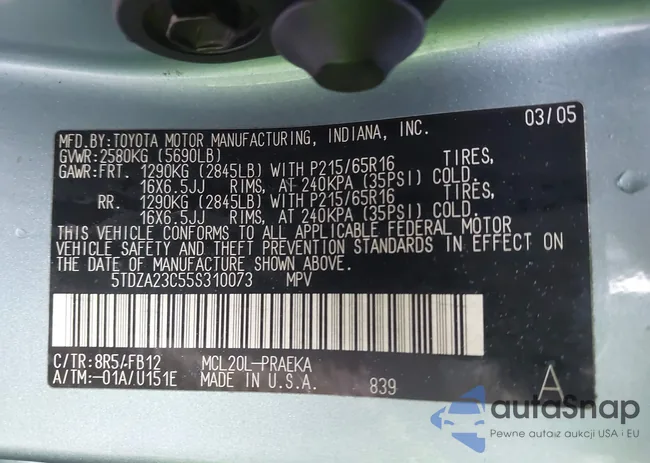 MFD.BY: TOYOTA MOTOR MANUFACTURING, INDIANA, INC. 03/05
GVWR:2580KG (5690LB)
GAWR:FRT. 1290KG (2845LB) WITH P215/65R16 TIRES,
16X6.5JJ RIMS, AT 240KPA (35PSI) COLD.
RR. 1290KG (2845LB) WITH P215/65R16 TIRES,
16X6.5JJ RIMS, AT 240KPA (35PSI) COLD.
THIS VEHICLE CONFORMS TO ALL APPLICABLE FEDERAL MOTOR
VEHICLE SAFETY AND THEFT PREVENTION STANDARDS IN EFFECT ON
THE DATE OF MANUFACTURE SHOWN ABOVE.
5TDZA23C55S310073 MPV
C/TR:8R5/FB12 MCL20L-PRAEKA
A/TM:-01A/U151E MADE IN U.S.A. 839 A
autoSnap
Pewne auta z aukcji USA i EU